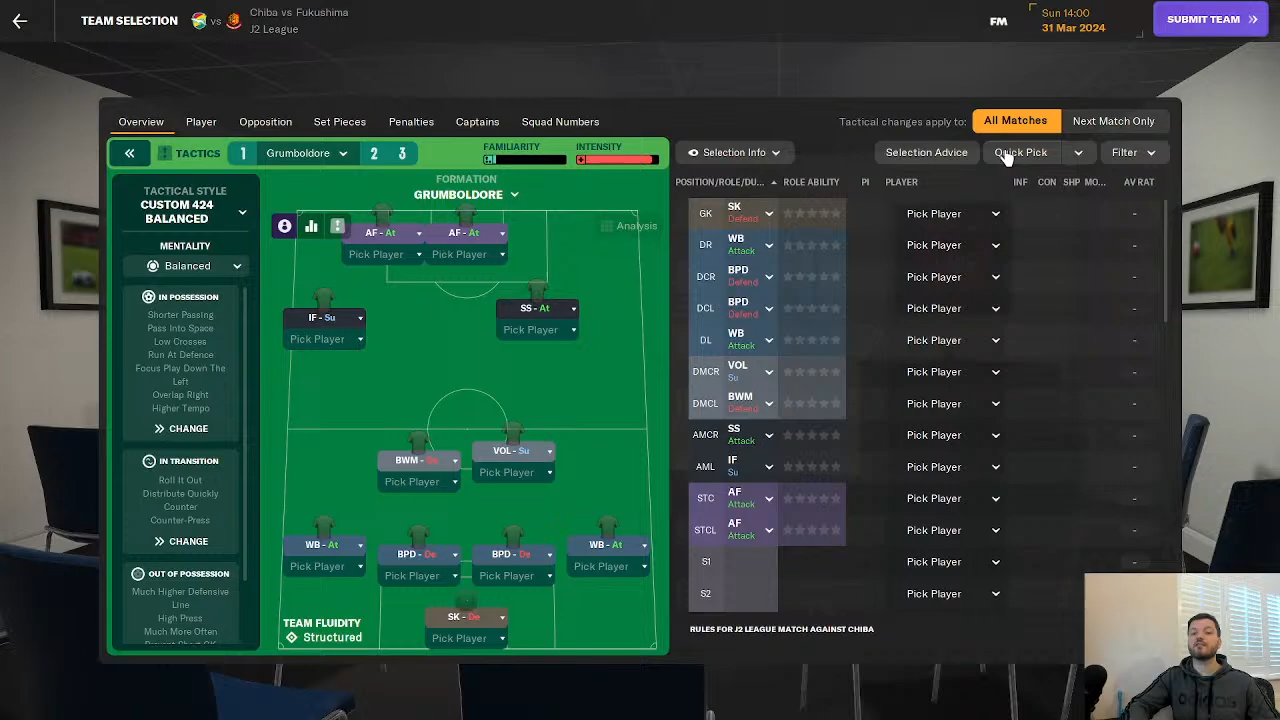 TEAM SELECTION
vs
Chiba vs Fukushima
J2 League
FM
Sun 14:00
31 Mar 2024
SUBMIT TEAM
Overview
Player
Opposition
Set Pieces
Penalties
Captains
Squad Numbers
Tactical changes apply to:
All Matches
Next Match Only
TACTICS
1
Grumboldore
2
3
FAMILIARITY
INTENSITY
Selection Info
Selection Advice
Quick Pick
Filter
TACTICAL STYLE
CUSTOM 424
BALANCED
MENTALITY
Balanced
IN POSSESSION
Shorter Passing
Pass Into Space
Low Crosses
Run At Defence
Focus Play Down The
Left
Overlap Right
Higher Tempo
CHANGE
IN TRANSITION
Roll It Out
Distribute Quickly
Counter
Counter-Press
CHANGE
OUT OF POSSESSION
Much Higher Defensive
Line
High Press
Much More Often
FORMATION
GRUMBOLDORE
Analysis
AF - At
Pick Player
AF - At
Pick Player
IF - Su
Pick Player
SS - At
Pick Player
BWM - De
Pick Player
VOL - Su
Pick Player
WB - At
Pick Player
BPD - De
Pick Player
BPD - De
Pick Player
WB - At
Pick Player
SK - De
Pick Player
TEAM FLUIDITY
Structured
POSITION/ROLE/DU... ROLE ABILITY PI PLAYER INF CON SHP MO... AV RAT
GK SK Defend Pick Player -
DR WB Attack Pick Player -
DCR BPD Defend Pick Player -
DCL BPD Defend Pick Player -
DL WB Attack Pick Player -
DMCR VOL Su Pick Player -
DMCL BWM Defend Pick Player -
AMCR SS Attack Pick Player -
AML IF Su Pick Player -
STC AF Attack Pick Player -
STCL AF Attack Pick Player -
S1 Pick Player -
S2 Pick Player -
RULES FOR J2 LEAGUE MATCH AGAINST CHIBA
adidas